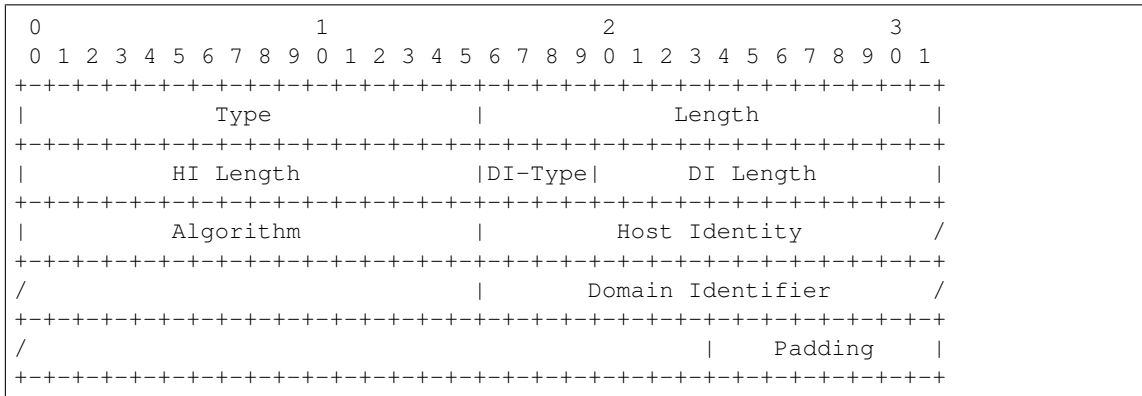 0                   1                   2                   3
 0 1 2 3 4 5 6 7 8 9 0 1 2 3 4 5 6 7 8 9 0 1 2 3 4 5 6 7 8 9 0 1
+-+-+-+-+-+-+-+-+-+-+-+-+-+-+-+-+-+-+-+-+-+-+-+-+-+-+-+-+-+-+-+-+
|             Type              |             Length            |
+-+-+-+-+-+-+-+-+-+-+-+-+-+-+-+-+-+-+-+-+-+-+-+-+-+-+-+-+-+-+-+-+
|          HI Length            |DI-Type|      DI Length        |
+-+-+-+-+-+-+-+-+-+-+-+-+-+-+-+-+-+-+-+-+-+-+-+-+-+-+-+-+-+-+-+-+
|          Algorithm            |         Host Identity         /
+-+-+-+-+-+-+-+-+-+-+-+-+-+-+-+-+-+-+-+-+-+-+-+-+-+-+-+-+-+-+-+-+
/                               |       Domain Identifier       /
+-+-+-+-+-+-+-+-+-+-+-+-+-+-+-+-+-+-+-+-+-+-+-+-+-+-+-+-+-+-+-+-+
/                                               |    Padding    |
+-+-+-+-+-+-+-+-+-+-+-+-+-+-+-+-+-+-+-+-+-+-+-+-+-+-+-+-+-+-+-+-+